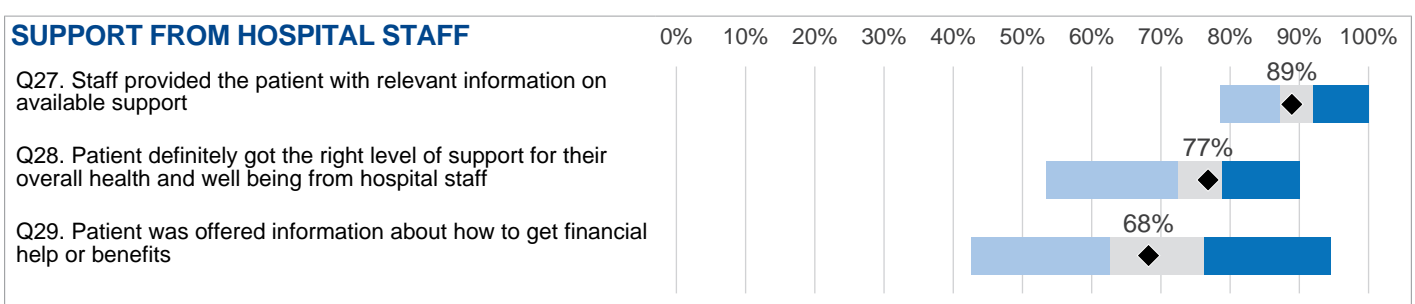 SUPPORT FROM HOSPITAL STAFF
0% 10% 20% 30% 40% 50% 60% 70% 80% 90% 100%
Q27. Staff provided the patient with relevant information on
available support
89%
Q28. Patient definitely got the right level of support for their
overall health and well being from hospital staff
77%
Q29. Patient was offered information about how to get financial
help or benefits
68%